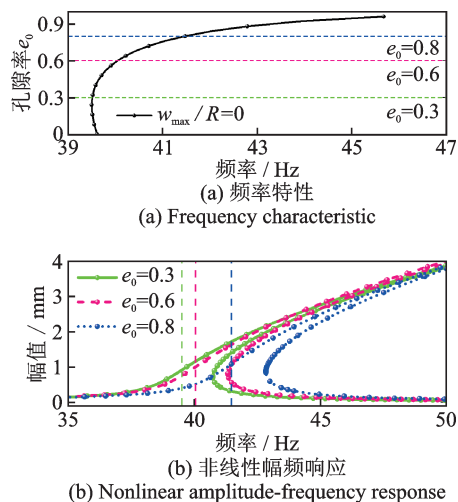 孔隙率e₀
0.9
0.6
0.3
0
e₀=0.8
e₀=0.6
e₀=0.3
w_max/R=0
39 41 43 45 47
频率 / Hz
(a) 频率特性
(a) Frequency characteristic
幅值 / mm
4
3
2
1
0
e₀=0.3
e₀=0.6
e₀=0.8
35 40 45 50
频率 / Hz
(b) 非线性幅频响应
(b) Nonlinear amplitude-frequency response